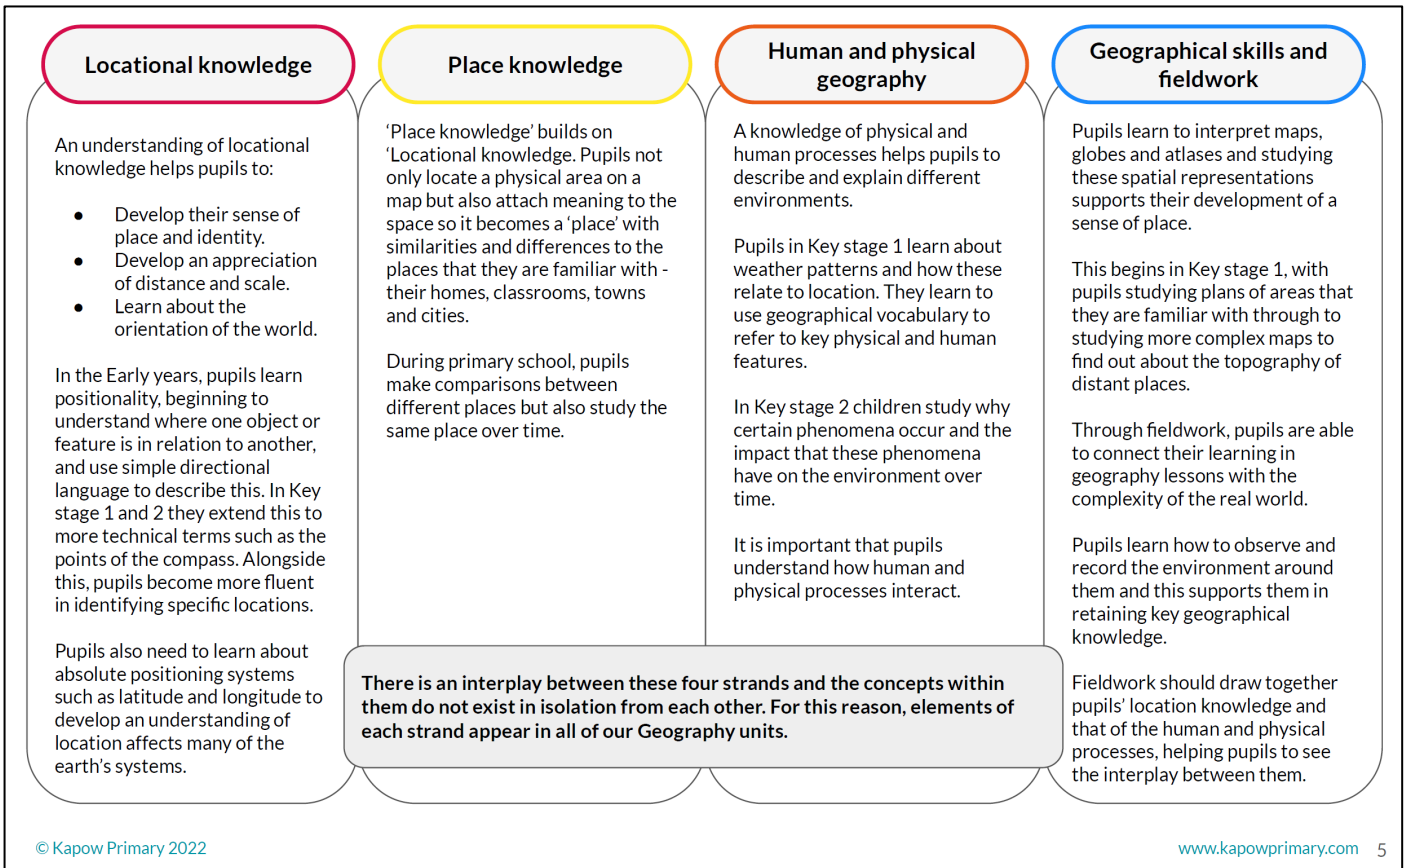 Locational knowledge
An understanding of locational
knowledge helps pupils to:
● Develop their sense of
place and identity.
● Develop an appreciation
of distance and scale.
● Learn about the
orientation of the world.
In the Early years, pupils learn
positionality, beginning to
understand where one object or
feature is in relation to another,
and use simple directional
language to describe this. In Key
stage 1 and 2 they extend this to
more technical terms such as the
points of the compass. Alongside
this, pupils become more fluent
in identifying specific locations.
Pupils also need to learn about
absolute positioning systems
such as latitude and longitude to
develop an understanding of
location affects many of the
earth’s systems.
Place knowledge
‘Place knowledge’ builds on
‘Locational knowledge. Pupils not
only locate a physical area on a
map but also attach meaning to the
space so it becomes a ‘place’ with
similarities and differences to the
places that they are familiar with -
their homes, classrooms, towns
and cities.
During primary school, pupils
make comparisons between
different places but also study the
same place over time.
Human and physical
geography
A knowledge of physical and
human processes helps pupils to
describe and explain different
environments.
Pupils in Key stage 1 learn about
weather patterns and how these
relate to location. They learn to
use geographical vocabulary to
refer to key physical and human
features.
In Key stage 2 children study why
certain phenomena occur and the
impact that these phenomena
have on the environment over
time.
It is important that pupils
understand how human and
physical processes interact.
Geographical skills and
fieldwork
Pupils learn to interpret maps,
globes and atlases and studying
these spatial representations
supports their development of a
sense of place.
This begins in Key stage 1, with
pupils studying plans of areas that
they are familiar with through to
studying more complex maps to
find out about the topography of
distant places.
Through fieldwork, pupils are able
to connect their learning in
geography lessons with the
complexity of the real world.
Pupils learn how to observe and
record the environment around
them and this supports them in
retaining key geographical
knowledge.
Fieldwork should draw together
pupils’ location knowledge and
that of the human and physical
processes, helping pupils to see
the interplay between them.
There is an interplay between these four strands and the concepts within
them do not exist in isolation from each other. For this reason, elements of
each strand appear in all of our Geography units.
© Kapow Primary 2022
www.kapowprimary.com 5